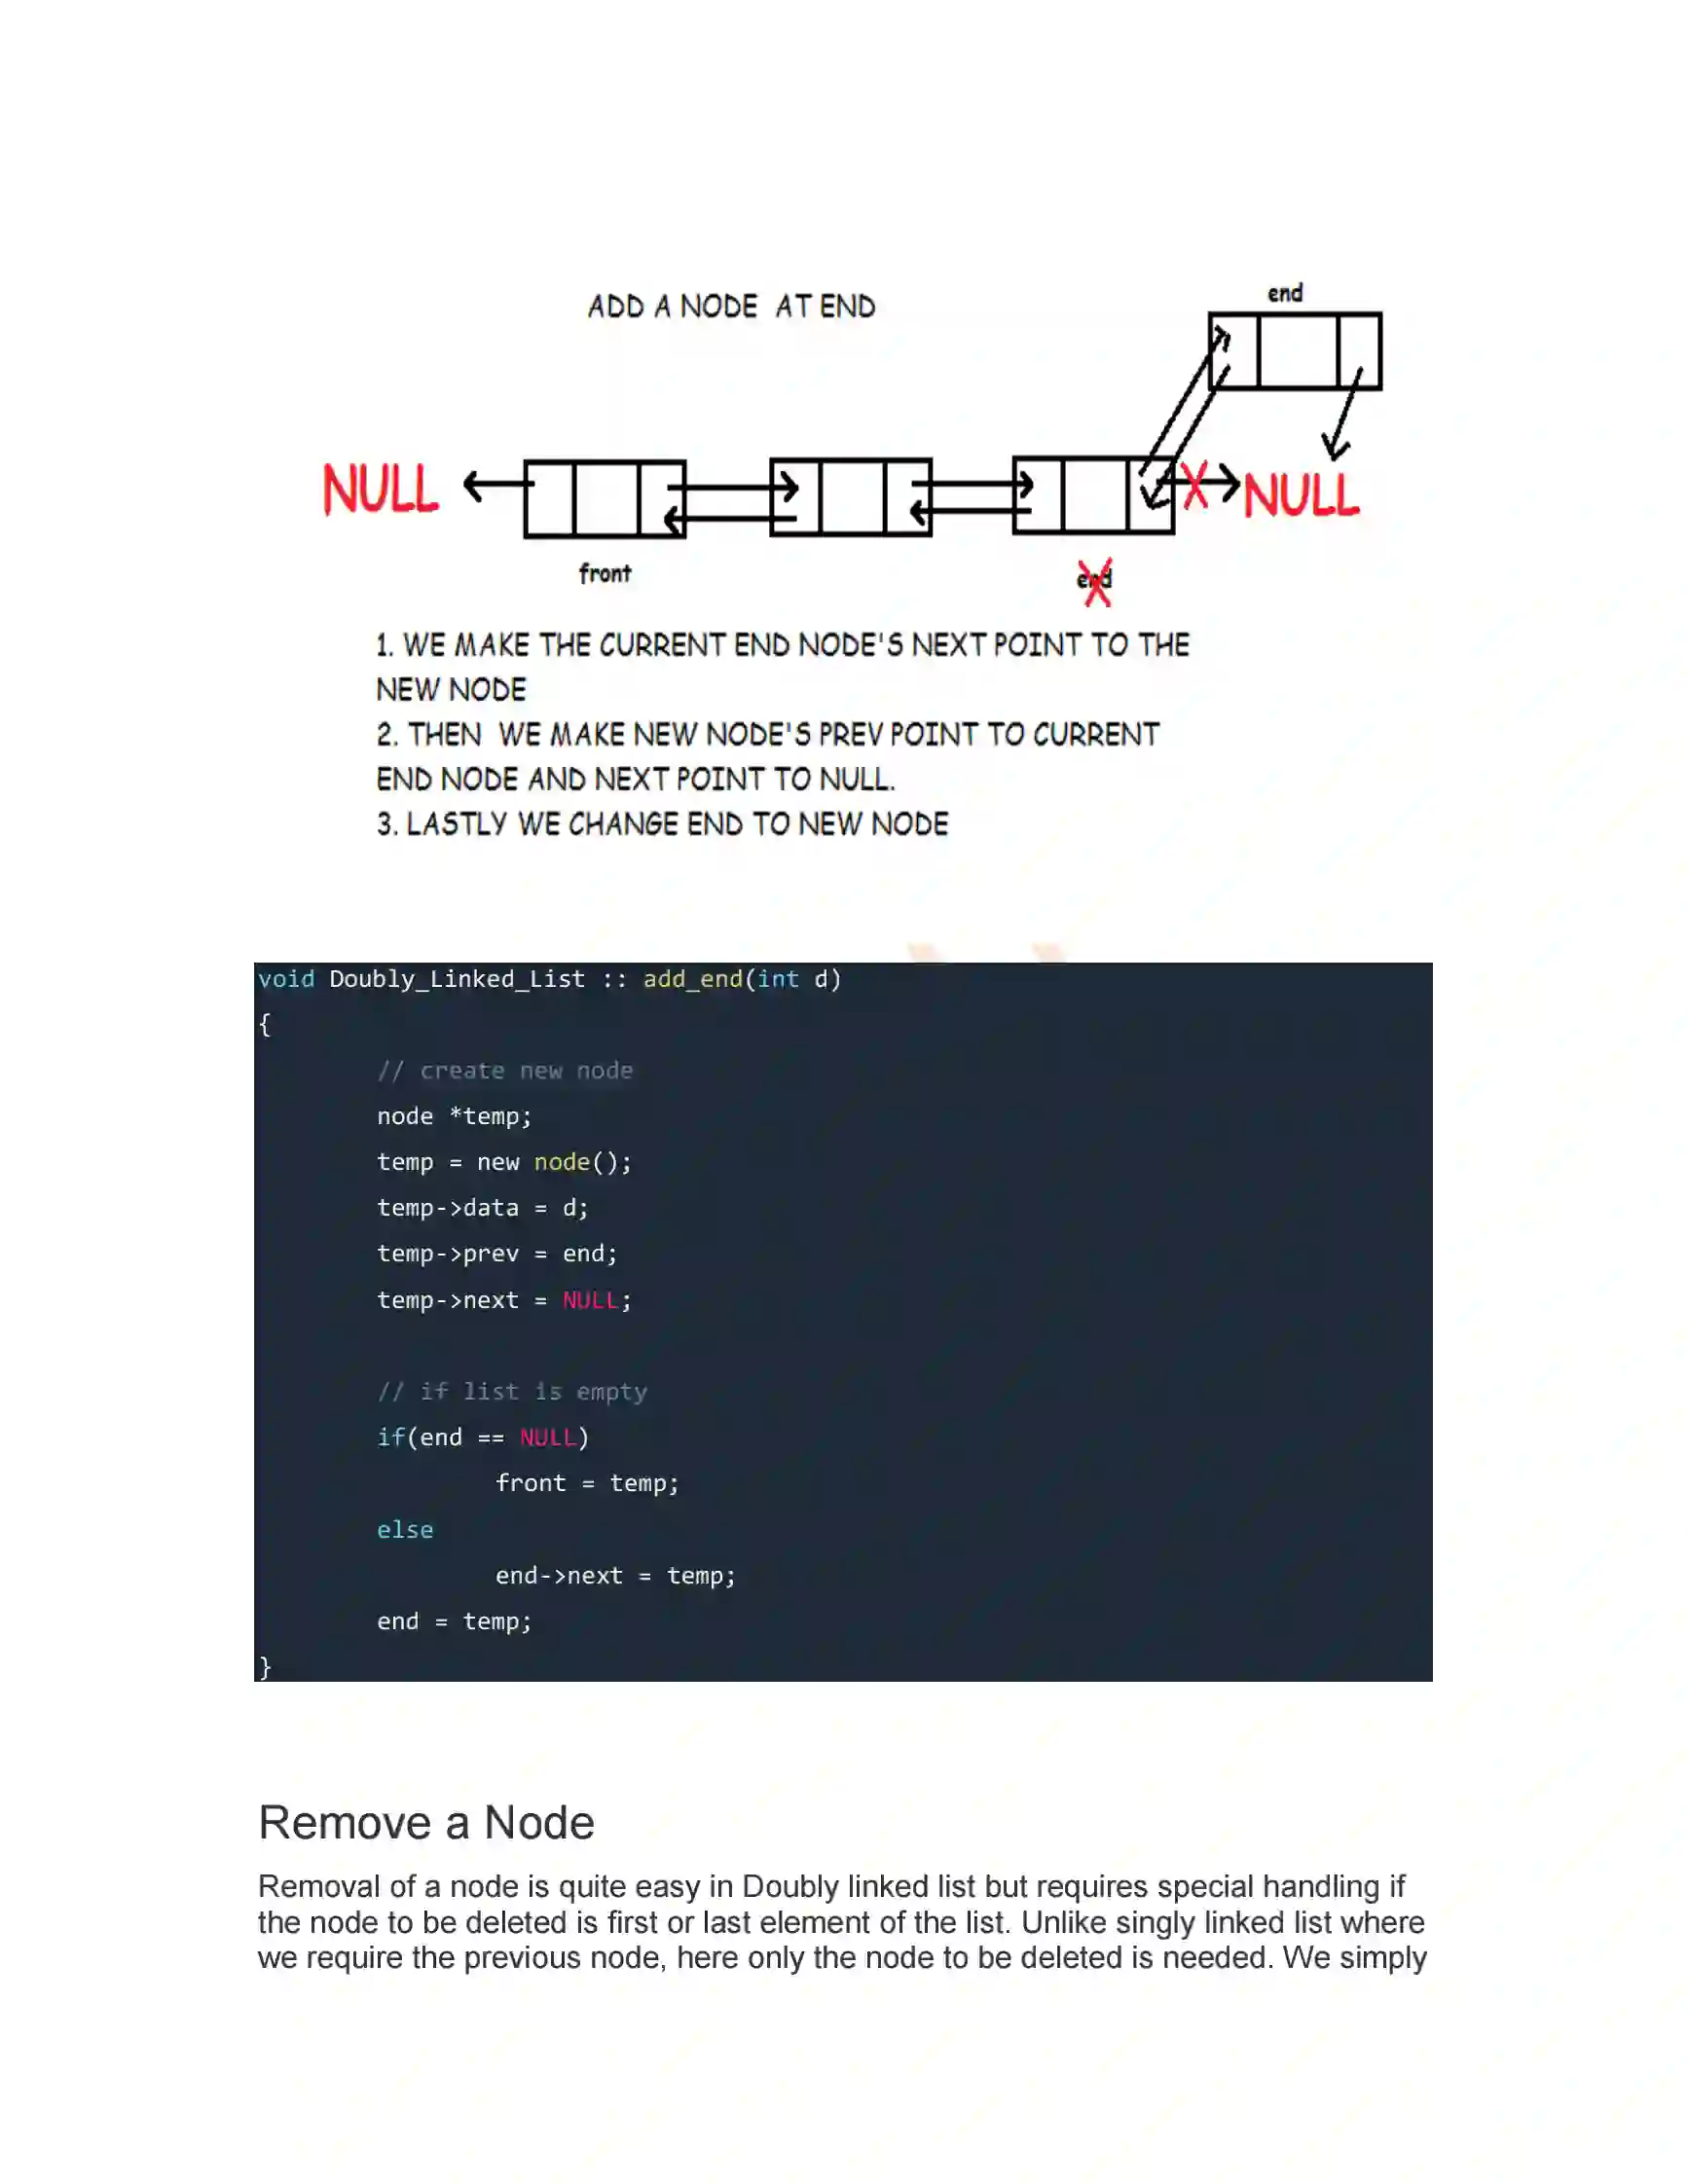 ADD A NODE AT END
end
NULL
NULL
front
end
1. WE MAKE THE CURRENT END NODE'S NEXT POINT TO THE
NEW NODE
2. THEN WE MAKE NEW NODE'S PREV POINT TO CURRENT
END NODE AND NEXT POINT TO NULL.
3. LASTLY WE CHANGE END TO NEW NODE
void Doubly_Linked_List :: add_end(int d)
{
// create new node
node *temp;
temp = new node();
temp->data = d;
temp->prev = end;
temp->next = NULL;
// if list is empty
if(end == NULL)
front = temp;
else
end->next = temp;
end = temp;
}
Remove a Node
Removal of a node is quite easy in Doubly linked list but requires special handling if
the node to be deleted is first or last element of the list. Unlike singly linked list where
we require the previous node, here only the node to be deleted is needed. We simply